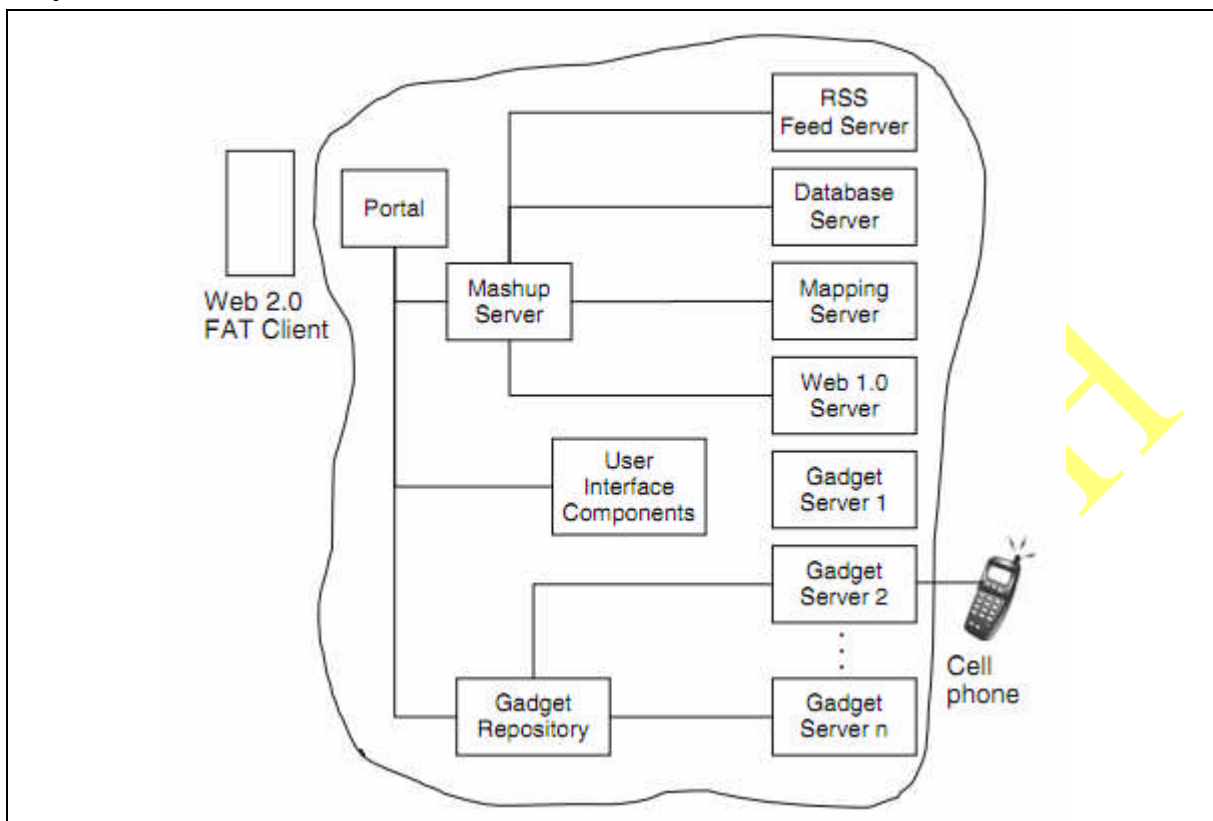 RSS
Feed Server
Portal
Database
Server
Web 2.0
FAT Client
Mashup
Server
Mapping
Server
Web 1.0
Server
User
Interface
Components
Gadget
Server 1
Gadget
Server 2
Cell
phone
Gadget
Repository
Gadget
Server n